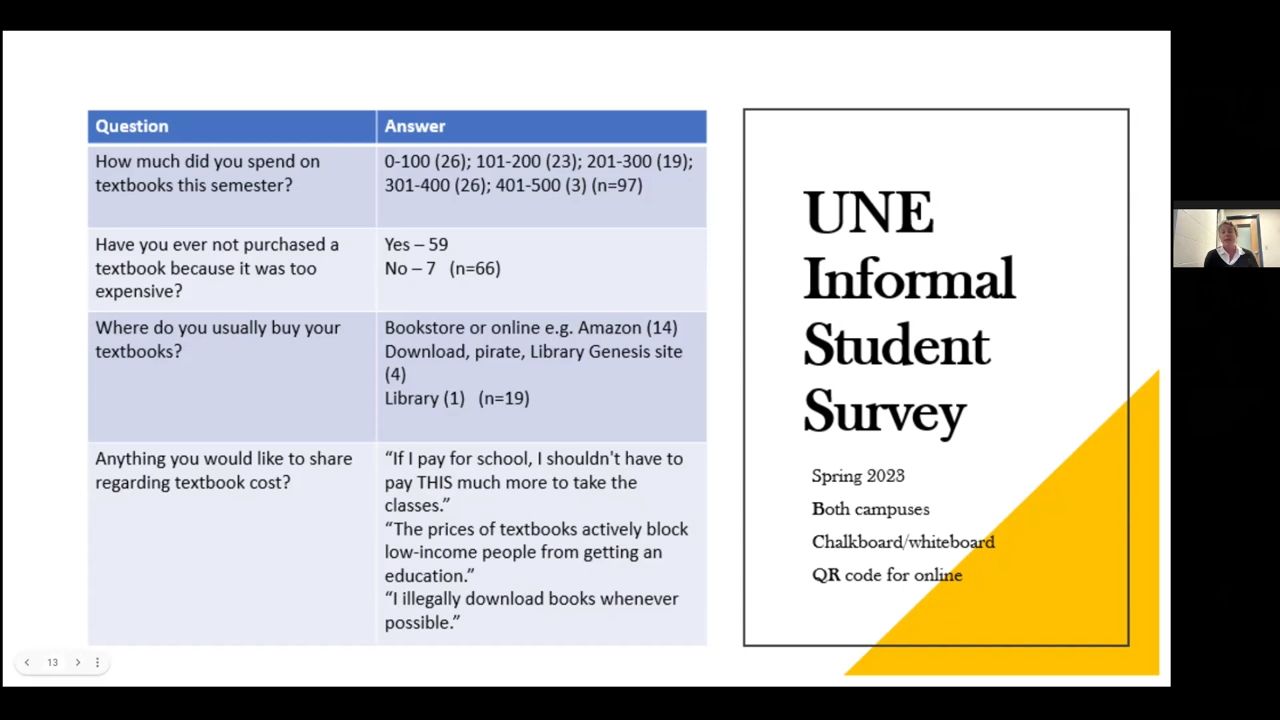 Question
Answer
How much did you spend on
textbooks this semester?
0-100 (26); 101-200 (23); 201-300 (19);
301-400 (26); 401-500 (3) (n=97)
Have you ever not purchased a
textbook because it was too
expensive?
Yes – 59
No – 7 (n=66)
Where do you usually buy your
textbooks?
Bookstore or online e.g. Amazon (14)
Download, pirate, Library Genesis site
(4)
Library (1) (n=19)
Anything you would like to share
regarding textbook cost?
“If I pay for school, I shouldn't have to
pay THIS much more to take the
classes.”
“The prices of textbooks actively block
low-income people from getting an
education.”
“I illegally download books whenever
possible.”
UNE
Informal
Student
Survey
Spring 2023
Both campuses
Chalkboard/whiteboard
QR code for online
13